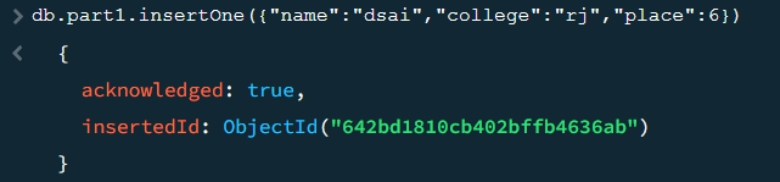 > db.part1.insertOne({"name":"dsai","college":"rj","place":6})
< {
acknowledged: true,
insertedId: ObjectId("642bd1810cb402bffb4636ab")
}